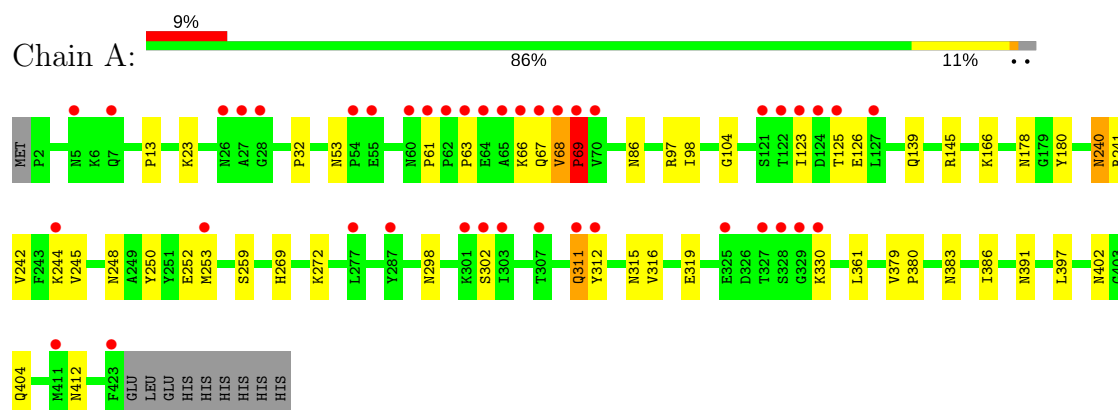 9%
Chain A:
86% 11% • •
MET P2 N5 K6 Q7 P13 K23 N26 A27 G28 P32 N53 P54 E55 N60 P61 P62 P63 E64 A65 K66 Q67 V68 P69 V70 N86 R97 I98 G104 S121 T122 I123 D124 T125 E126 L127 Q139 R145 K166 N178 G179 Y180 N240
V242 F243 K244 V245 N248 A249 Y250 Y251 E252 M253 S259 H269 K272 L277 Y287 N298 K301 S302 I303 T307 Q311 Y312 N315 V316 E319 E325 D326 T327 S328 G329 K330 L361 V379 P380 N383 I386 N391 L397 N402
Q404 M411 N412 F423 GLU LEU GLU HIS HIS HIS HIS HIS HIS